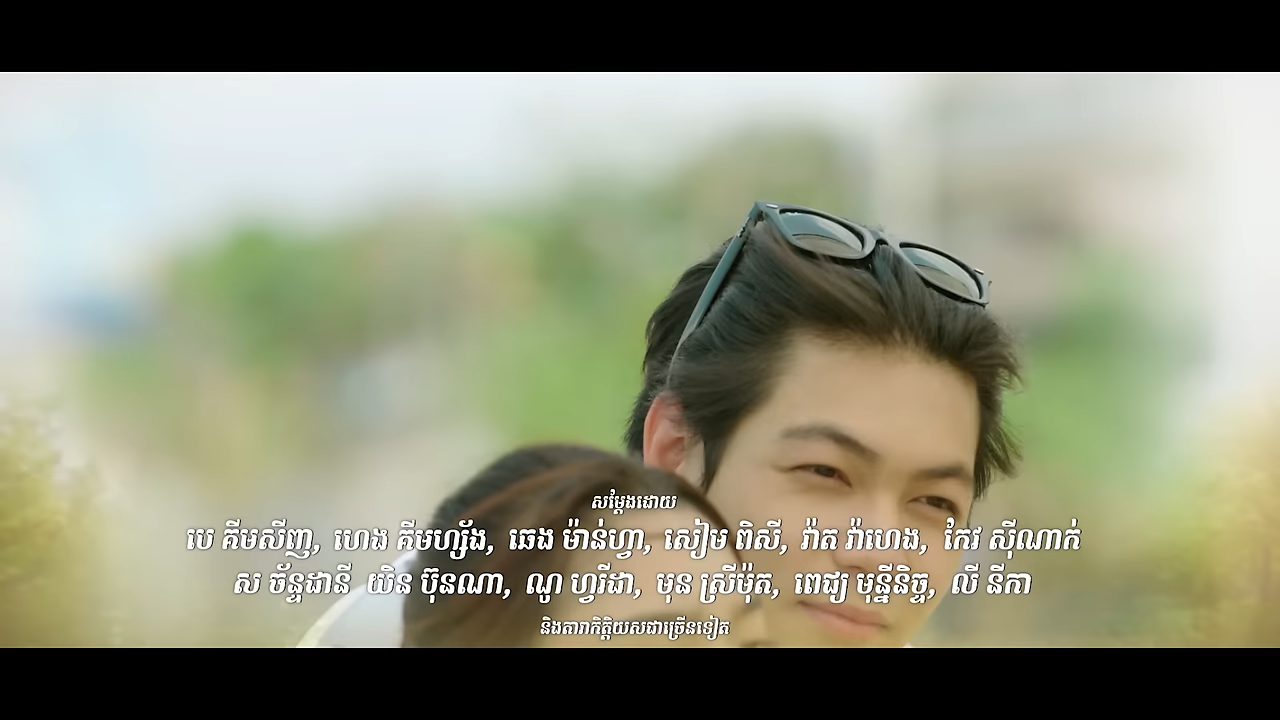 សម្ដែងដោយ
បេ គីមសីញ, ហេង គីមហ្ស័ង, ឆេង ម៉ាន់ហ្វា, សៀម ពិសី, រ៉ាត រ៉ាហេង, កែវ ស៊ីណាក់
ស ច័ន្ទដានី យិន ប៊ុនណា, ណូ ហ្វរីដា, មុន ស្រីម៉ុត, ពេជ្យ មុន្នីនិច្ច, លី នីកា
និងតារាកិត្តិយសជាច្រើនទៀត